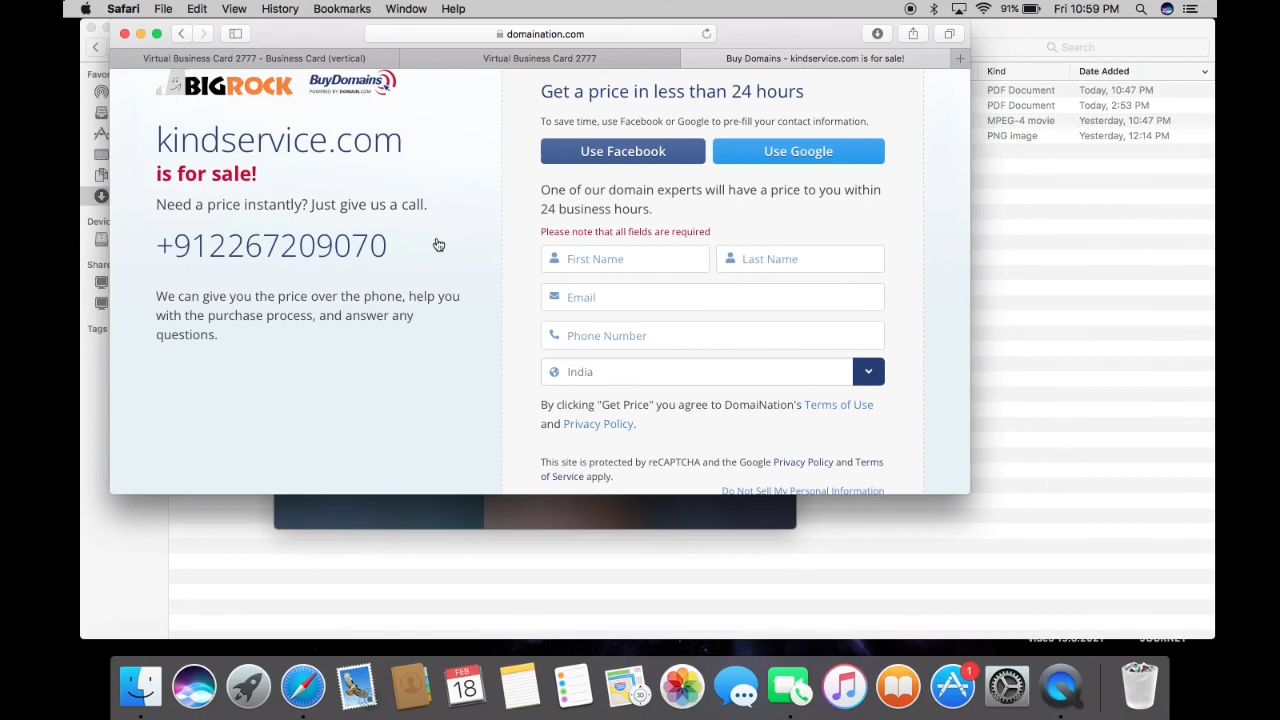 Safari File Edit View History Bookmarks Window Help 91% Fri 10:59 PM
domaination.com
Search
Virtual Business Card 2777 - Business Card (vertical)
Virtual Business Card 2777
Buy Domains - kindservice.com is for sale!
Favor
Kind
Date Added
PDF Document
Today, 10:47 PM
PDF Document
Today, 2:53 PM
MPEG-4 movie
Yesterday, 10:47 PM
PNG image
Yesterday, 12:14 PM
Devic
Share
Tags
BIGROCK
BuyDomains
POWERED BY DOMAIN.COM
kindservice.com
is for sale!
Need a price instantly? Just give us a call.
+912267209070
We can give you the price over the phone, help you
with the purchase process, and answer any
questions.
Get a price in less than 24 hours
To save time, use Facebook or Google to pre-fill your contact information.
Use Facebook
Use Google
One of our domain experts will have a price to you within
24 business hours.
Please note that all fields are required
First Name
Last Name
Email
Phone Number
India
By clicking "Get Price" you agree to DomaiNation's Terms of Use
and Privacy Policy.
This site is protected by reCAPTCHA and the Google Privacy Policy and Terms
of Service apply.
Do Not Sell My Personal Information
FEB
18
1